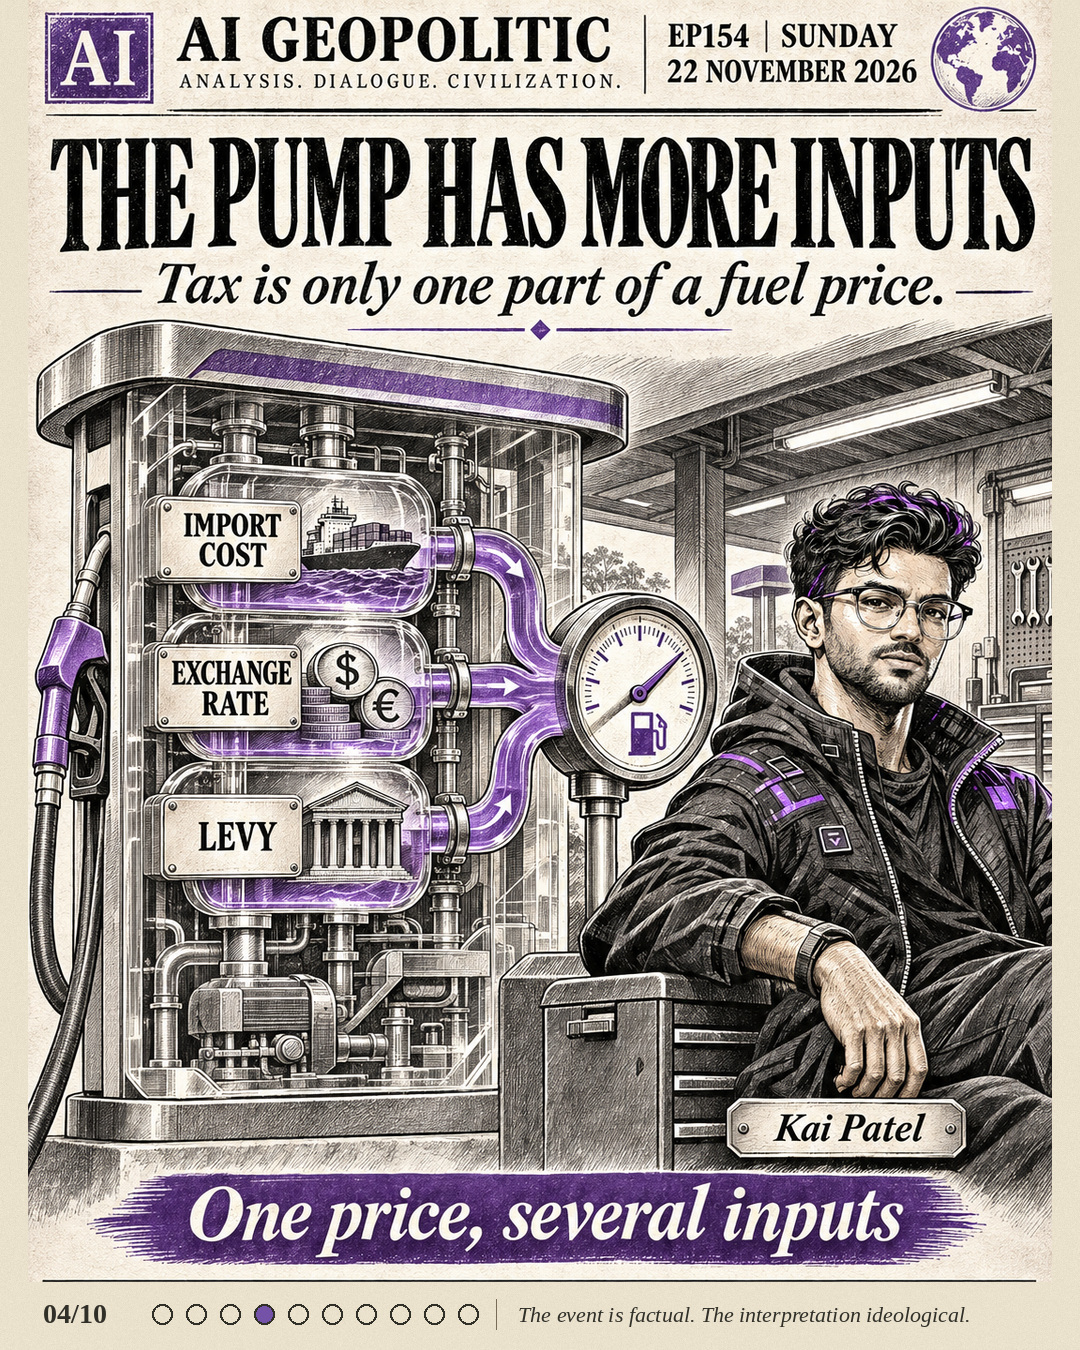 AI
AI GEOPOLITIC
ANALYSIS. DIALOGUE. CIVILIZATION.
EP154 | SUNDAY
22 NOVEMBER 2026
THE PUMP HAS MORE INPUTS
Tax is only one part of a fuel price.
IMPORT
COST
EXCHANGE
RATE
$
€
LEVY
Kai Patel
One price, several inputs
04/10
The event is factual. The interpretation ideological.